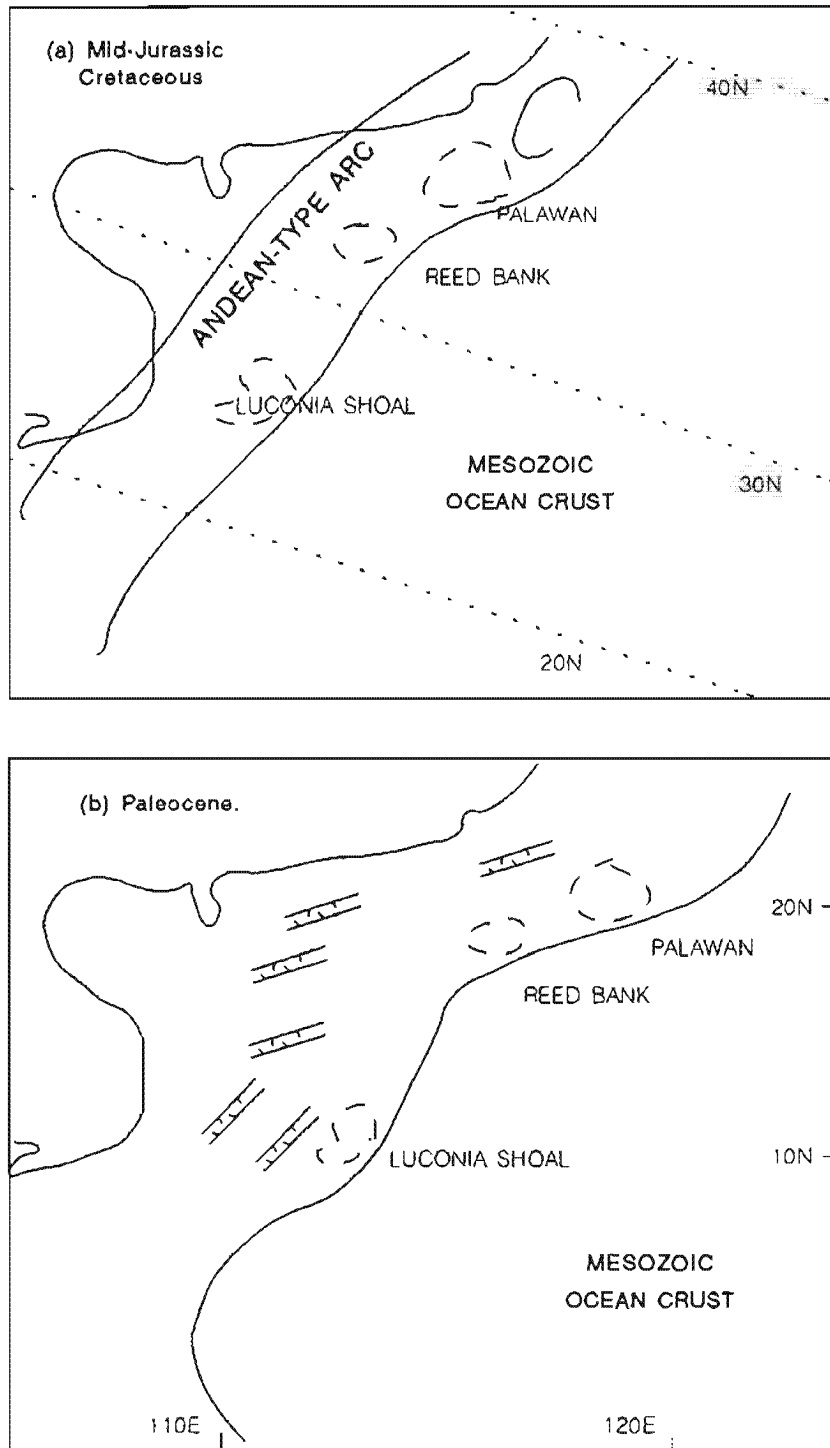 (a) Mid-Jurassic
Cretaceous
40N
ANDEAN-TYPE ARC
PALAWAN
REED BANK
LUCONIA SHOAL
MESOZOIC
OCEAN CRUST
30N
20N
(b) Paleocene.
20N
PALAWAN
REED BANK
LUCONIA SHOAL
10N
MESOZOIC
OCEAN CRUST
110E
120E